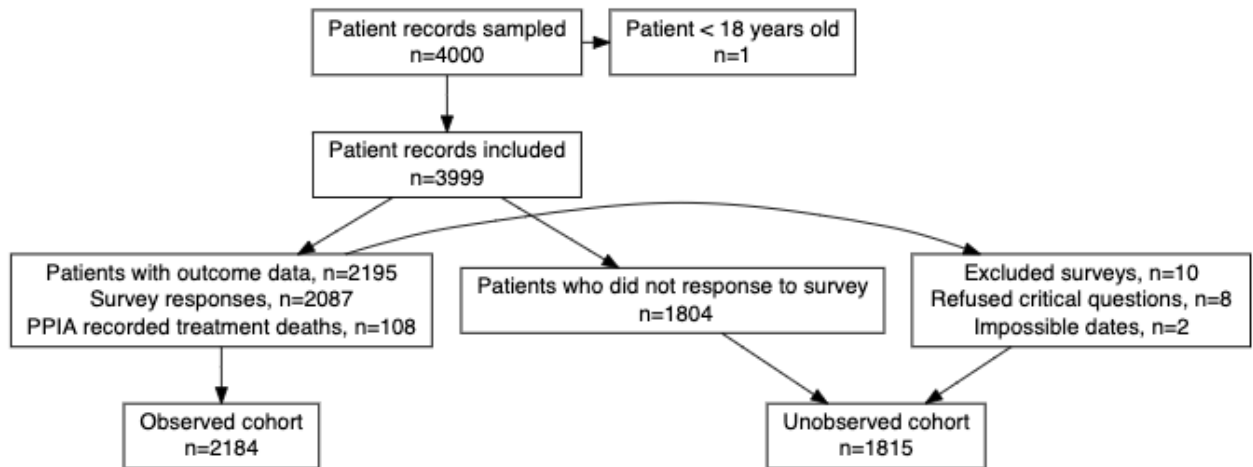 Patient records sampled
n=4000
Patient < 18 years old
n=1
Patient records included
n=3999
Patients with outcome data, n=2195
Survey responses, n=2087
PPIA recorded treatment deaths, n=108
Patients who did not response to survey
n=1804
Excluded surveys, n=10
Refused critical questions, n=8
Impossible dates, n=2
Observed cohort
n=2184
Unobserved cohort
n=1815